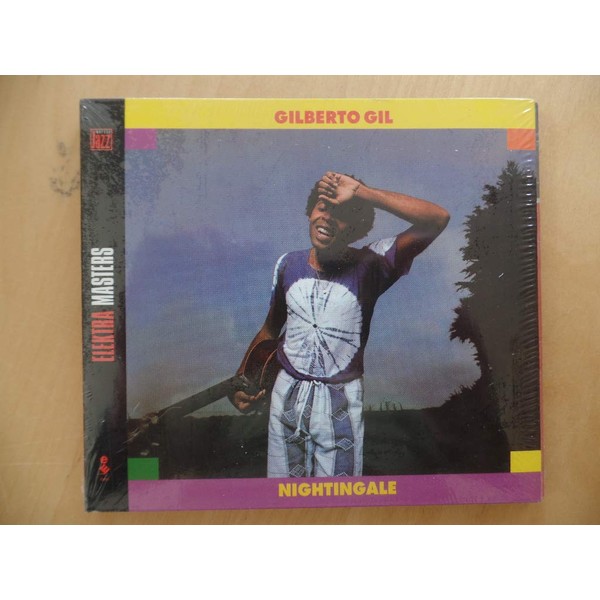 GILBERTO GIL
Jazz
ELEKTRA MASTERS
NIGHTINGALE